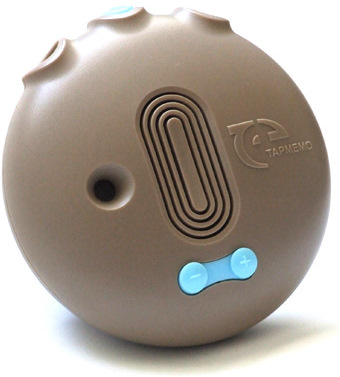 TAPMEMO
− +